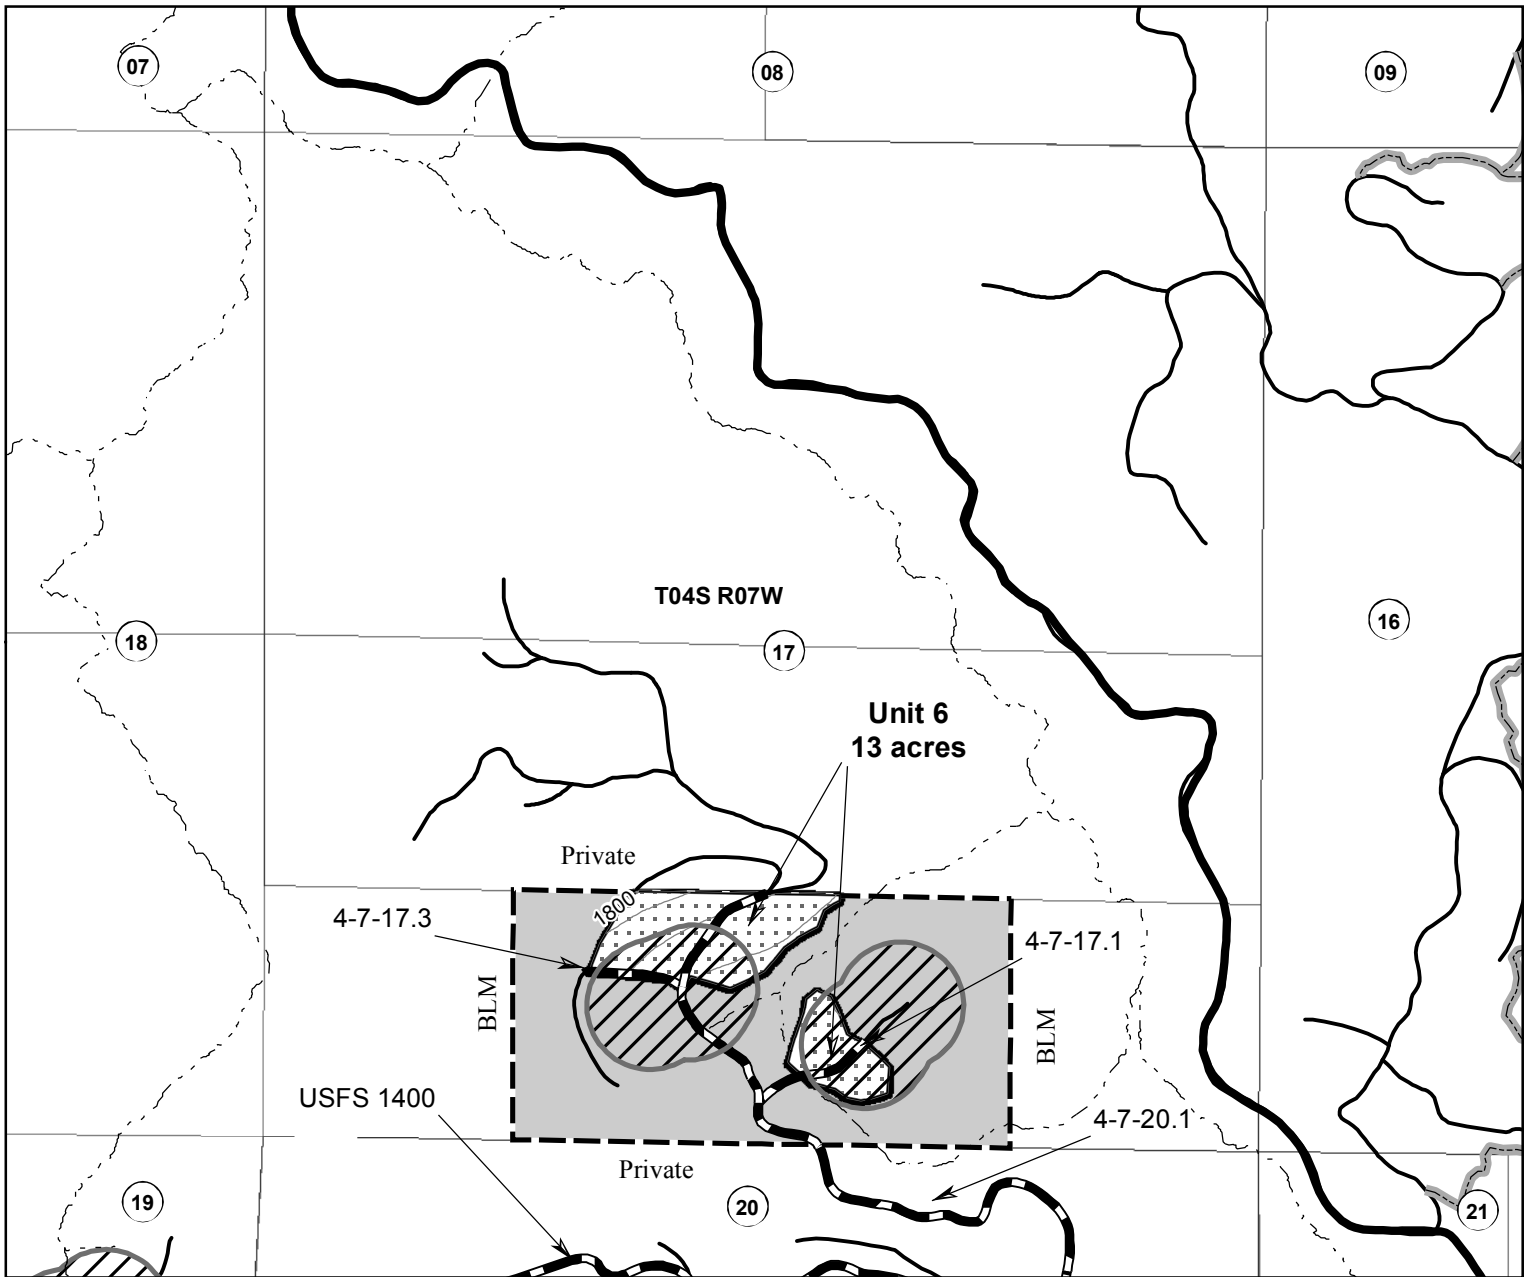 07
08
09
T04S R07W
16
18
17
Unit 6
13 acres
Private
1800
4-7-17.3
4-7-17.1
BLM
BLM
USFS 1400
4-7-20.1
Private
19
20
21